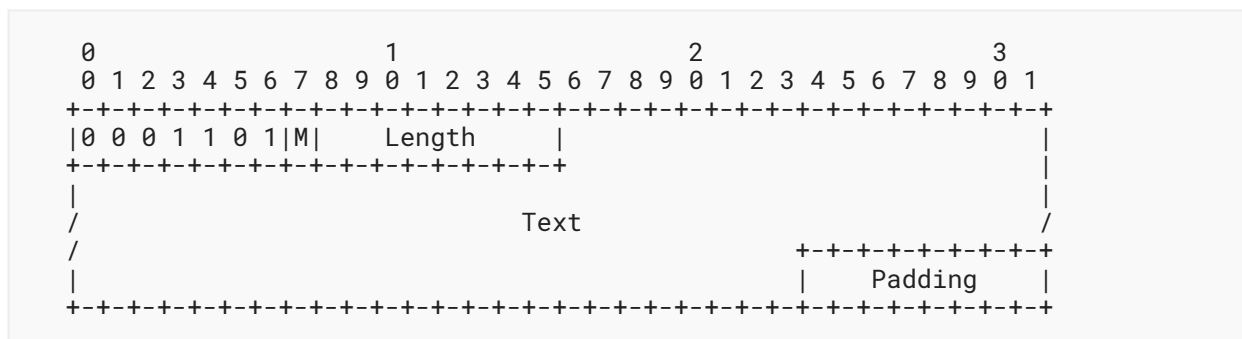 0                   1                   2                   3
 0 1 2 3 4 5 6 7 8 9 0 1 2 3 4 5 6 7 8 9 0 1 2 3 4 5 6 7 8 9 0 1
+-+-+-+-+-+-+-+-+-+-+-+-+-+-+-+-+-+-+-+-+-+-+-+-+-+-+-+-+-+-+-+-+
|0 0 0 1 1 0 1|M|    Length     |                               |
+-+-+-+-+-+-+-+-+-+-+-+-+-+-+-+-+                               |
|                                                               |
/                             Text                              /
/                                               +-+-+-+-+-+-+-+-+
|                                               |    Padding    |
+-+-+-+-+-+-+-+-+-+-+-+-+-+-+-+-+-+-+-+-+-+-+-+-+-+-+-+-+-+-+-+-+